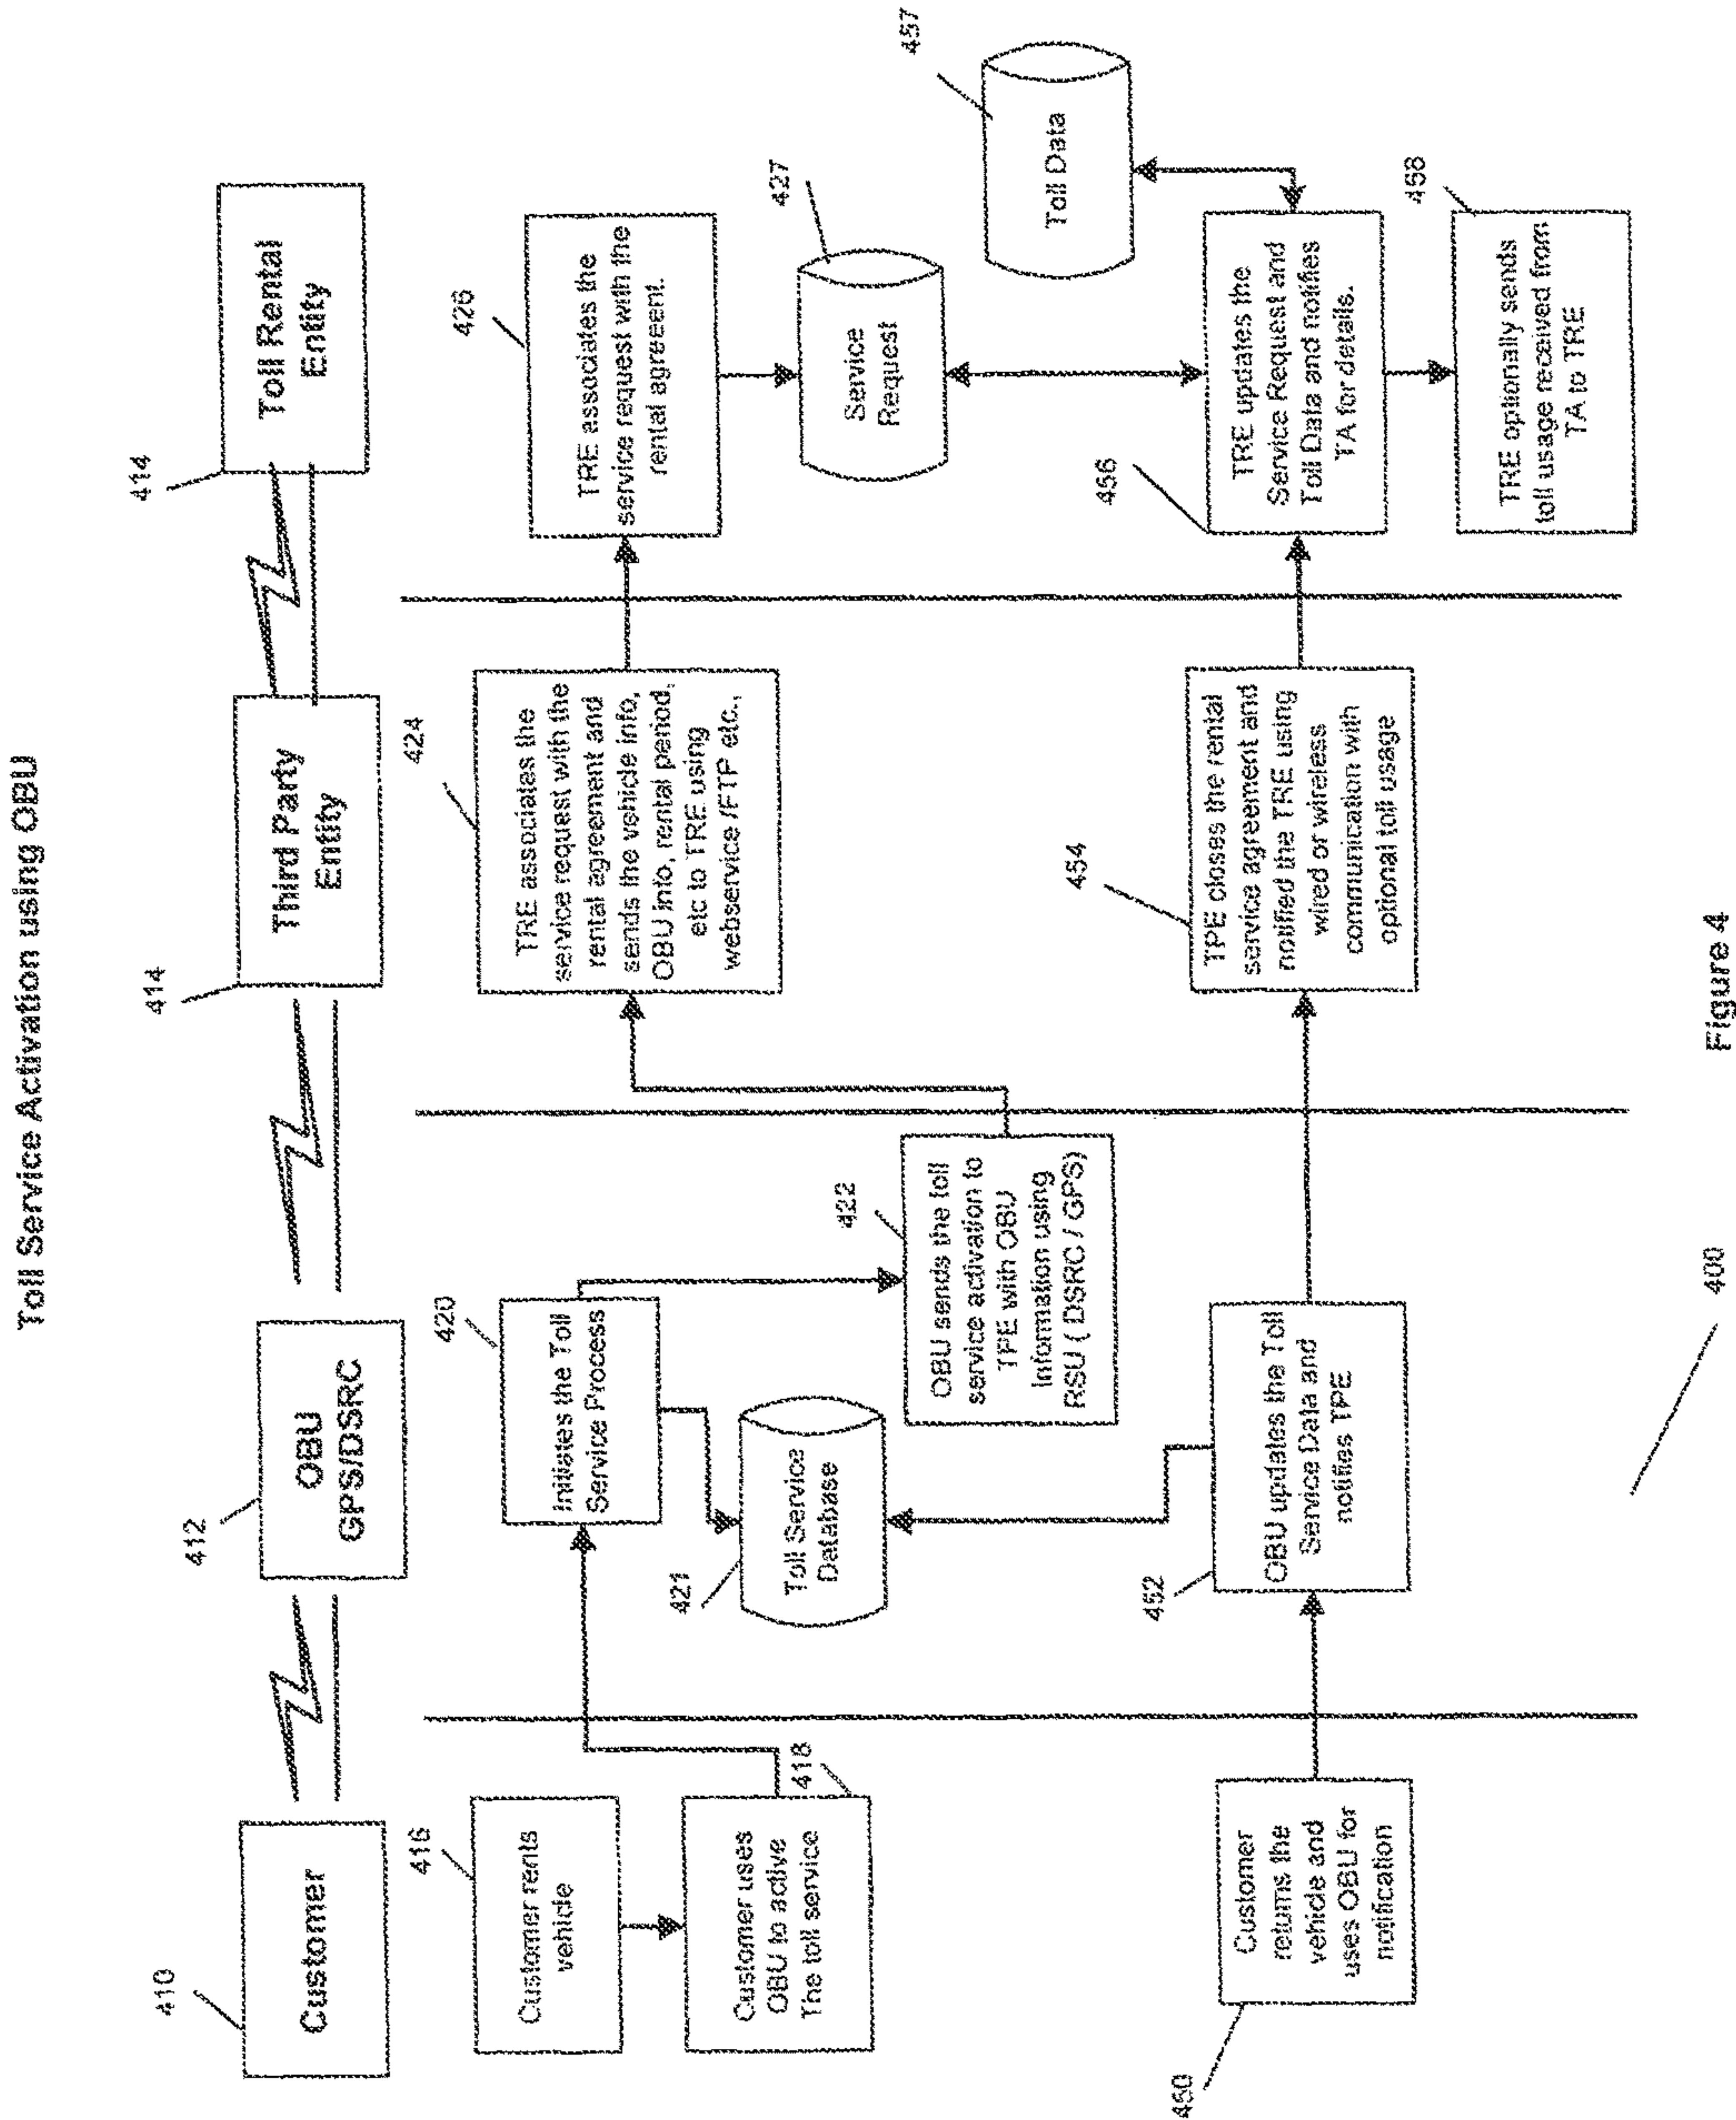 Toll Service Activation using OBU
410
Customer
412
OBU
GPS/DSRC
414
Third Party
Entity
414
Toll Rental
Entity
416
Customer rents
vehicle
418
Customer uses
OBU to active
The toll service
420
Initiates the Toll
Service Process
421
Toll Service
Database
422
OBU sends the toll
service activation to
TPE with OBU
Information using
RSU ( DSRC / GPS)
424
TRE associates the
service request with the
rental agreement and
sends the vehicle info,
OBU info, rental period,
etc to TRE using
webservice /FTP etc.,
426
TRE associates the
service request with the
rental agreeent.
427
Service
Request
450
Customer
returns the
vehicle and
uses OBU for
notification
452
OBU updates the Toll
Service Data and
notifies TPE
454
TPE closes the rental
service agreement and
notified the TRE using
wired or wireless
communication with
optional toll usage
456
TRE updates the
Service Request and
Toll Data and notifies
TA for details.
457
Toll Data
458
TRE optionally sends
toll usage received from
TA to TRE
400
Figure 4